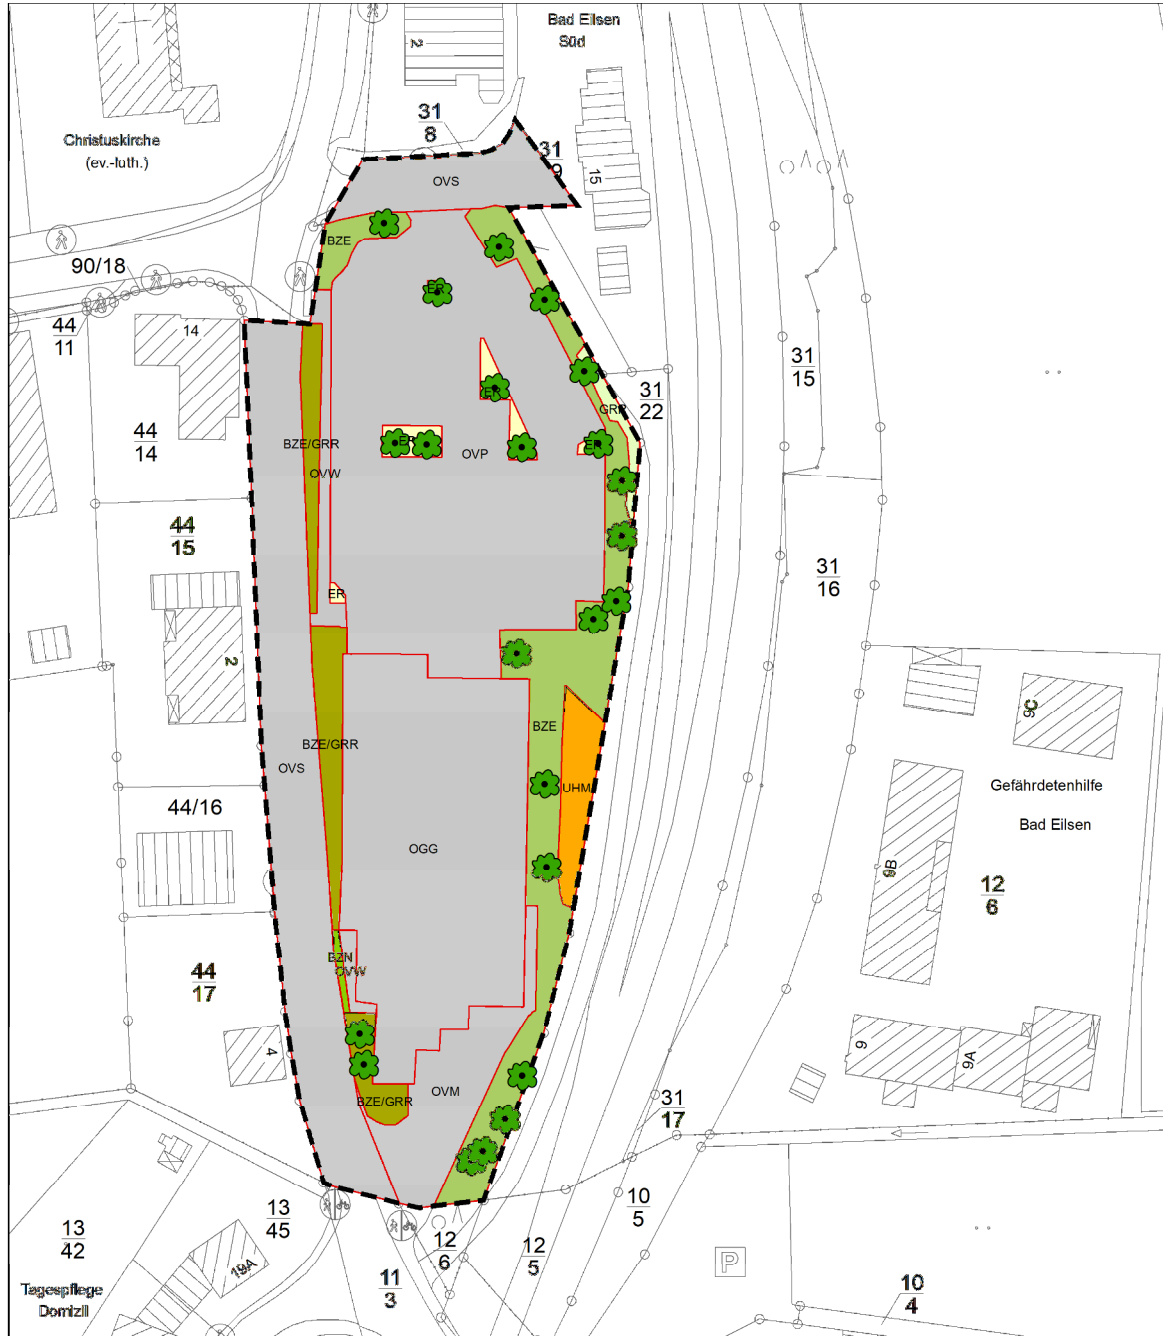 Bad Eilsen
Süd
2
31
8
Christuskirche
(ev.-luth.)
31
9
15
OVS
BZE
90/18
ER
44
11
14
31
15
ER
31
22
GRP
44
14
BZE/GRR
ER
ER
OVP
OVW
44
15
31
16
ER
2
9C
BZE
BZE/GRR
OVS
UHM
Gefährdetenhilfe
44/16
Bad Eilsen
OGG
9B
12
6
BZN
OVW
44
17
4
9
9A
OVM
BZE/GRR
31
17
13
42
13
45
10
5
12
6
12
5
P
19A
11
3
Tagespflege
Domizil
10
4